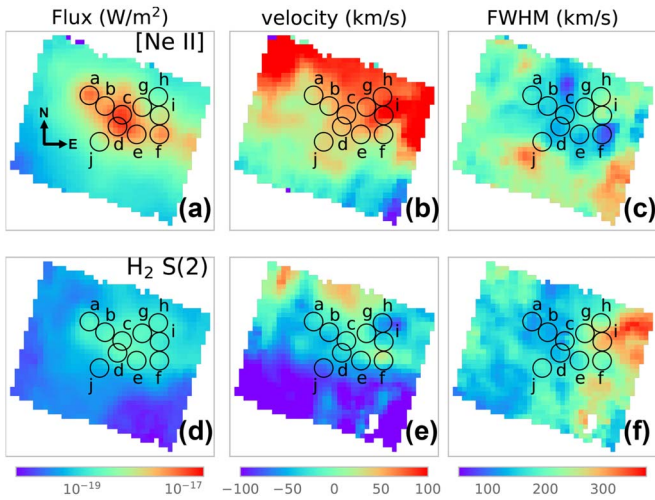 Flux (W/m²) velocity (km/s) FWHM (km/s)
[Ne II]
a b c d e f g h i j
N
E
(a)
a b c d e f g h i j
(b)
a b c d e f g h i j
(c)
H₂ S(2)
a b c d e f g h i j
(d)
a b c d e f g h i j
(e)
a b c d e f g h i j
(f)
10⁻¹⁹ 10⁻¹⁷ −100 −50 0 50 100 100 200 300